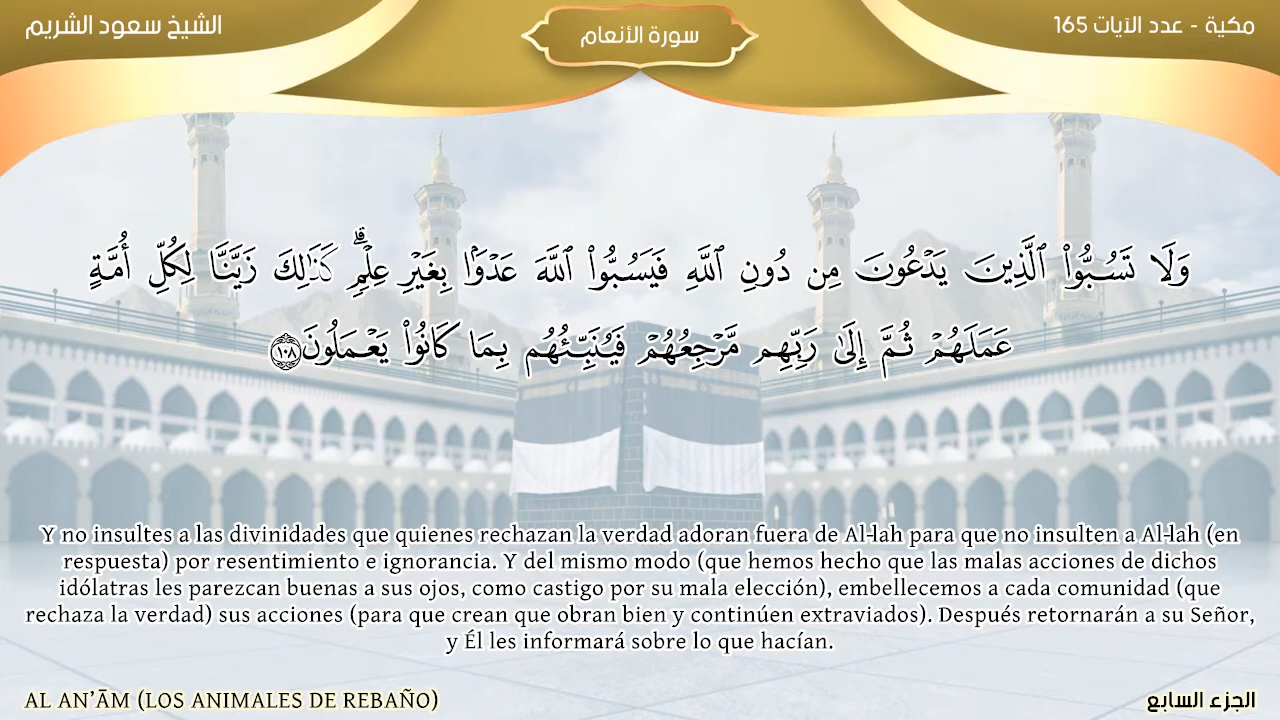 الشيخ سعود الشريم
سورة الأنعام
مكية - عدد الآيات 165
وَلَا تَسُبُّوا۟ ٱلَّذِينَ يَدْعُونَ مِن دُونِ ٱللَّهِ فَيَسُبُّوا۟ ٱللَّهَ عَدْوًۢا بِغَيْرِ عِلْمٍۗ كَذَٰلِكَ زَيَّنَّا لِكُلِّ أُمَّةٍ
عَمَلَهُمْ ثُمَّ إِلَىٰ رَبِّهِم مَّرْجِعُهُمْ فَيُنَبِّئُهُم بِمَا كَانُوا۟ يَعْمَلُونَ ١٠٨
Y no insultes a las divinidades que quienes rechazan la verdad adoran fuera de Al-lah para que no insulten a Al-lah (en
respuesta) por resentimiento e ignorancia. Y del mismo modo (que hemos hecho que las malas acciones de dichos
idólatras les parezcan buenas a sus ojos, como castigo por su mala elección), embellecemos a cada comunidad (que
rechaza la verdad) sus acciones (para que crean que obran bien y continúen extraviados). Después retornarán a su Señor,
y Él les informará sobre lo que hacían.
AL AN’ĀM (LOS ANIMALES DE REBAÑO)
الجزء السابع